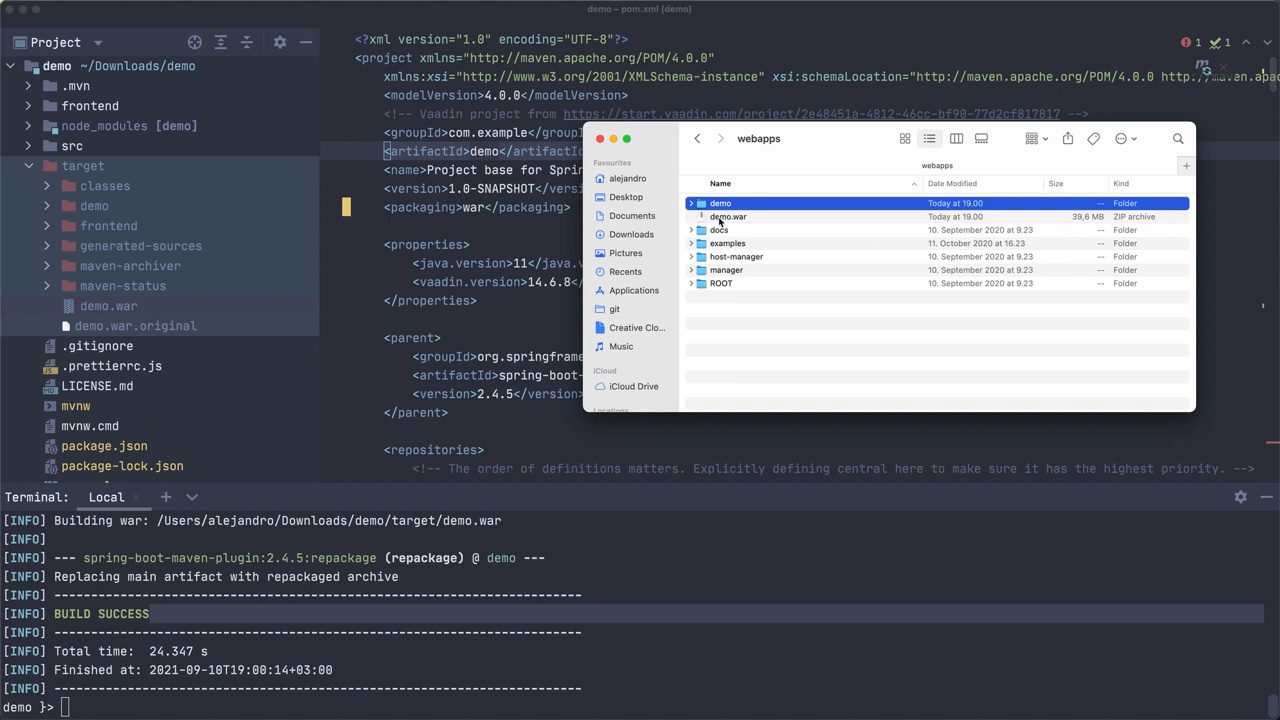 demo – pom.xml (demo)
Project
demo ~/Downloads/demo
.mvn
frontend
node_modules [demo]
src
target
classes
demo
frontend
generated-sources
maven-archiver
maven-status
demo.war
demo.war.original
.gitignore
.prettierrc.js
LICENSE.md
mvnw
mvnw.cmd
package.json
package-lock.json
<?xml version="1.0" encoding="UTF-8"?>
<project xmlns="http://maven.apache.org/POM/4.0.0"
xmlns:xsi="http://www.w3.org/2001/XMLSchema-instance" xsi:schemaLocation="http://maven.apache.org/POM/4.0.0 http://maven.apac
<modelVersion>4.0.0</modelVersion>
<!-- Vaadin project from https://start.vaadin.com/project/2e48451a-4812-46cc-bf90-77d2cf817817 -->
<groupId>com.example</group
<artifactId>demo</artifactId
<name>Project base for Spri
<version>1.0-SNAPSHOT</vers
<packaging>war</packaging>
<properties>
<java.version>11</java.v
<vaadin.version>14.6.8<
</properties>
<parent>
<groupId>org.springframe
<artifactId>spring-boot-
<version>2.4.5</version>
</parent>
<repositories>
<!-- The order of definitions matters. Explicitly defining central here to make sure it has the highest priority. -->
1
1
webapps
Favourites
alejandro
Desktop
Documents
Downloads
Pictures
Recents
Applications
git
Creative Clo...
Music
iCloud
iCloud Drive
Locations
webapps
Name Date Modified Size Kind
demo Today at 19.00 -- Folder
demo.war Today at 19.00 39,6 MB ZIP archive
docs 10. September 2020 at 9.23 -- Folder
examples 11. October 2020 at 16.23 -- Folder
host-manager 10. September 2020 at 9.23 -- Folder
manager 10. September 2020 at 9.23 -- Folder
ROOT 10. September 2020 at 9.23 -- Folder
Terminal: Local
[INFO] Building war: /Users/alejandro/Downloads/demo/target/demo.war
[INFO]
[INFO] --- spring-boot-maven-plugin:2.4.5:repackage (repackage) @ demo ---
[INFO] Replacing main artifact with repackaged archive
[INFO] ------------------------------------------------------------------------
[INFO] BUILD SUCCESS
[INFO] ------------------------------------------------------------------------
[INFO] Total time:  24.347 s
[INFO] Finished at: 2021-09-10T19:00:14+03:00
[INFO] ------------------------------------------------------------------------
demo }>